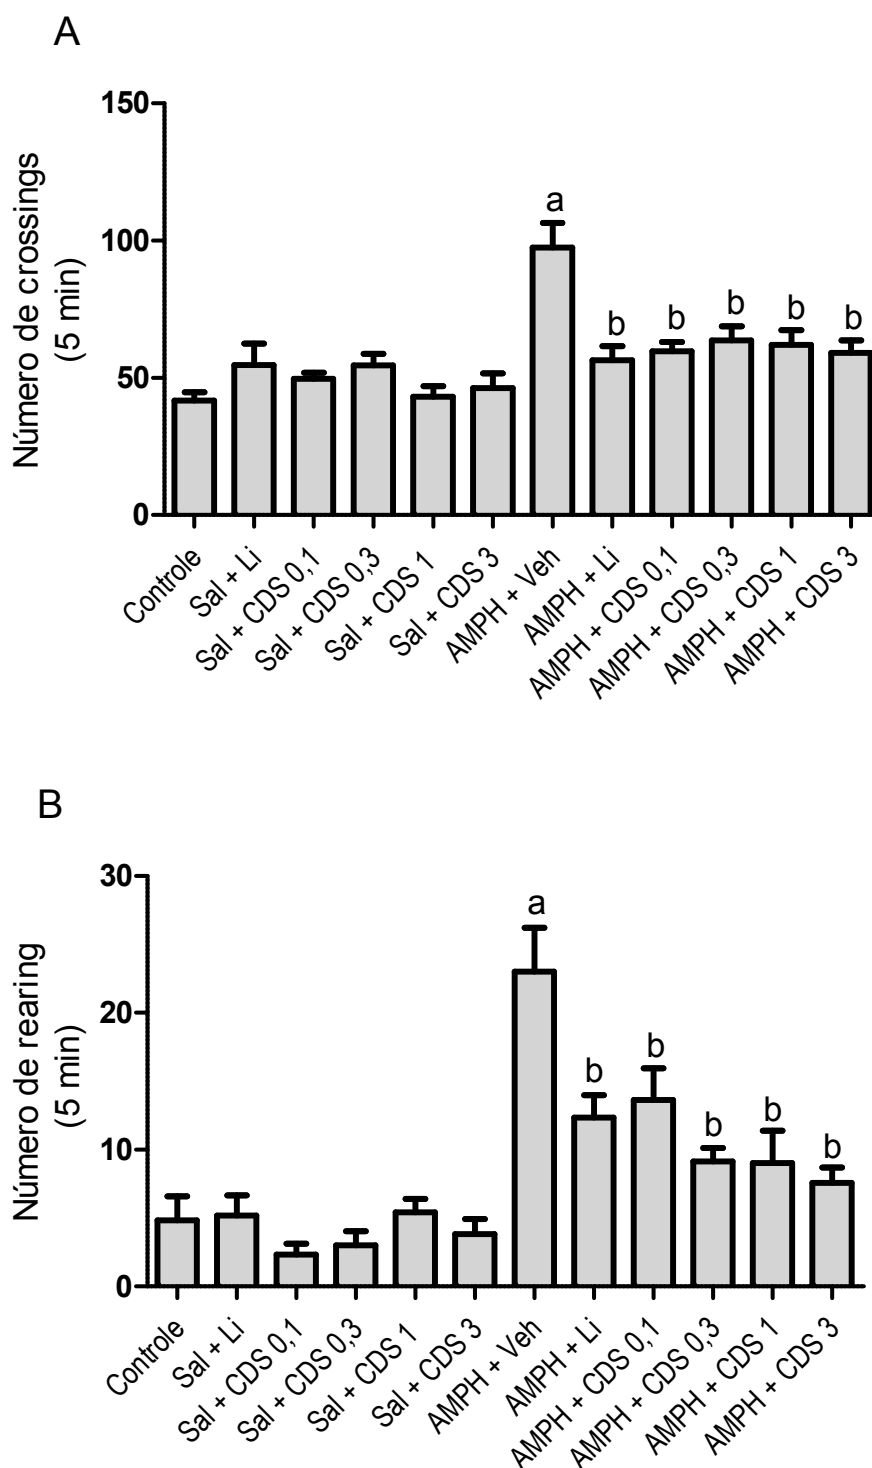 A
Número de crossings
(5 min)
150
100
50
0
a
b
b
b
b
b
Controle
Sal + Li
Sal + CDS 0,1
Sal + CDS 0,3
Sal + CDS 1
Sal + CDS 3
AMPH + Veh
AMPH + Li
AMPH + CDS 0,1
AMPH + CDS 0,3
AMPH + CDS 1
AMPH + CDS 3
B
Número de rearing
(5 min)
30
20
10
0
a
b
b
b
b
b
Controle
Sal + Li
Sal + CDS 0,1
Sal + CDS 0,3
Sal + CDS 1
Sal + CDS 3
AMPH + Veh
AMPH + Li
AMPH + CDS 0,1
AMPH + CDS 0,3
AMPH + CDS 1
AMPH + CDS 3